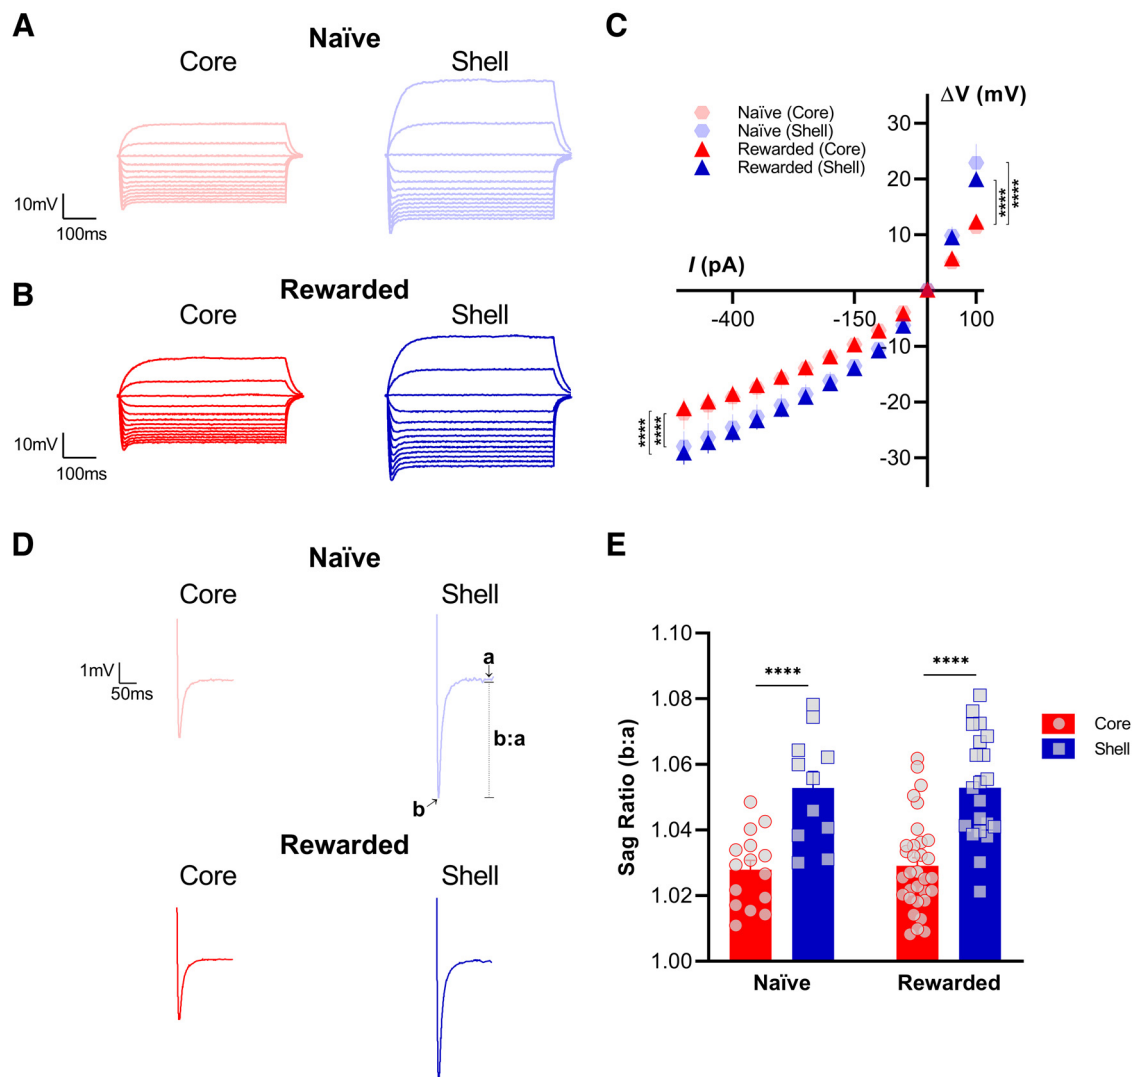 A
Naïve
Core
Shell
10mV
100ms
B
Rewarded
Core
Shell
10mV
100ms
C
ΔV (mV)
Naïve (Core)
Naïve (Shell)
Rewarded (Core)
Rewarded (Shell)
30
20
10
****
****
I (pA)
-400
-150
100
-10
-20
-30
****
****
D
Naïve
Core
Shell
1mV
50ms
a
b:a
b
Rewarded
Core
Shell
E
Sag Ratio (b:a)
1.10
1.08
1.06
1.04
1.02
1.00
****
****
Naïve
Rewarded
Core
Shell